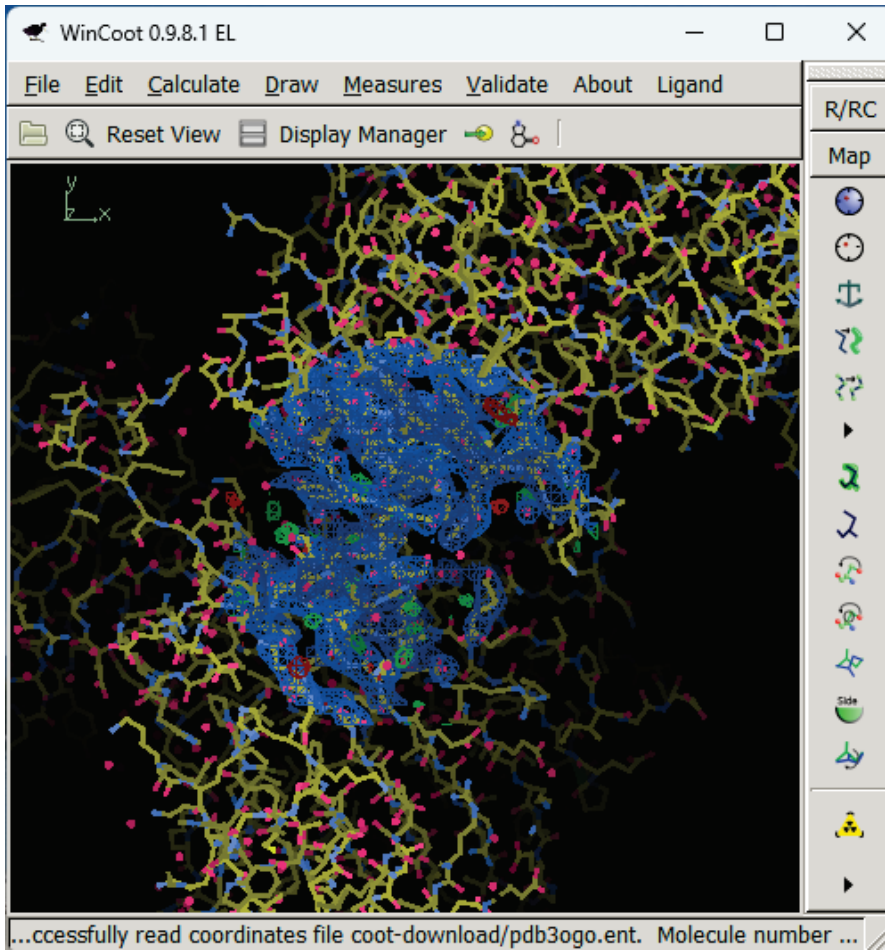 WinCoot 0.9.8.1 EL
File Edit Calculate Draw Measures Validate About Ligand
R/RC
Reset View Display Manager
Map
y
z x
Side
...ccessfully read coordinates file coot-download/pdb3ogo.ent. Molecule number ...